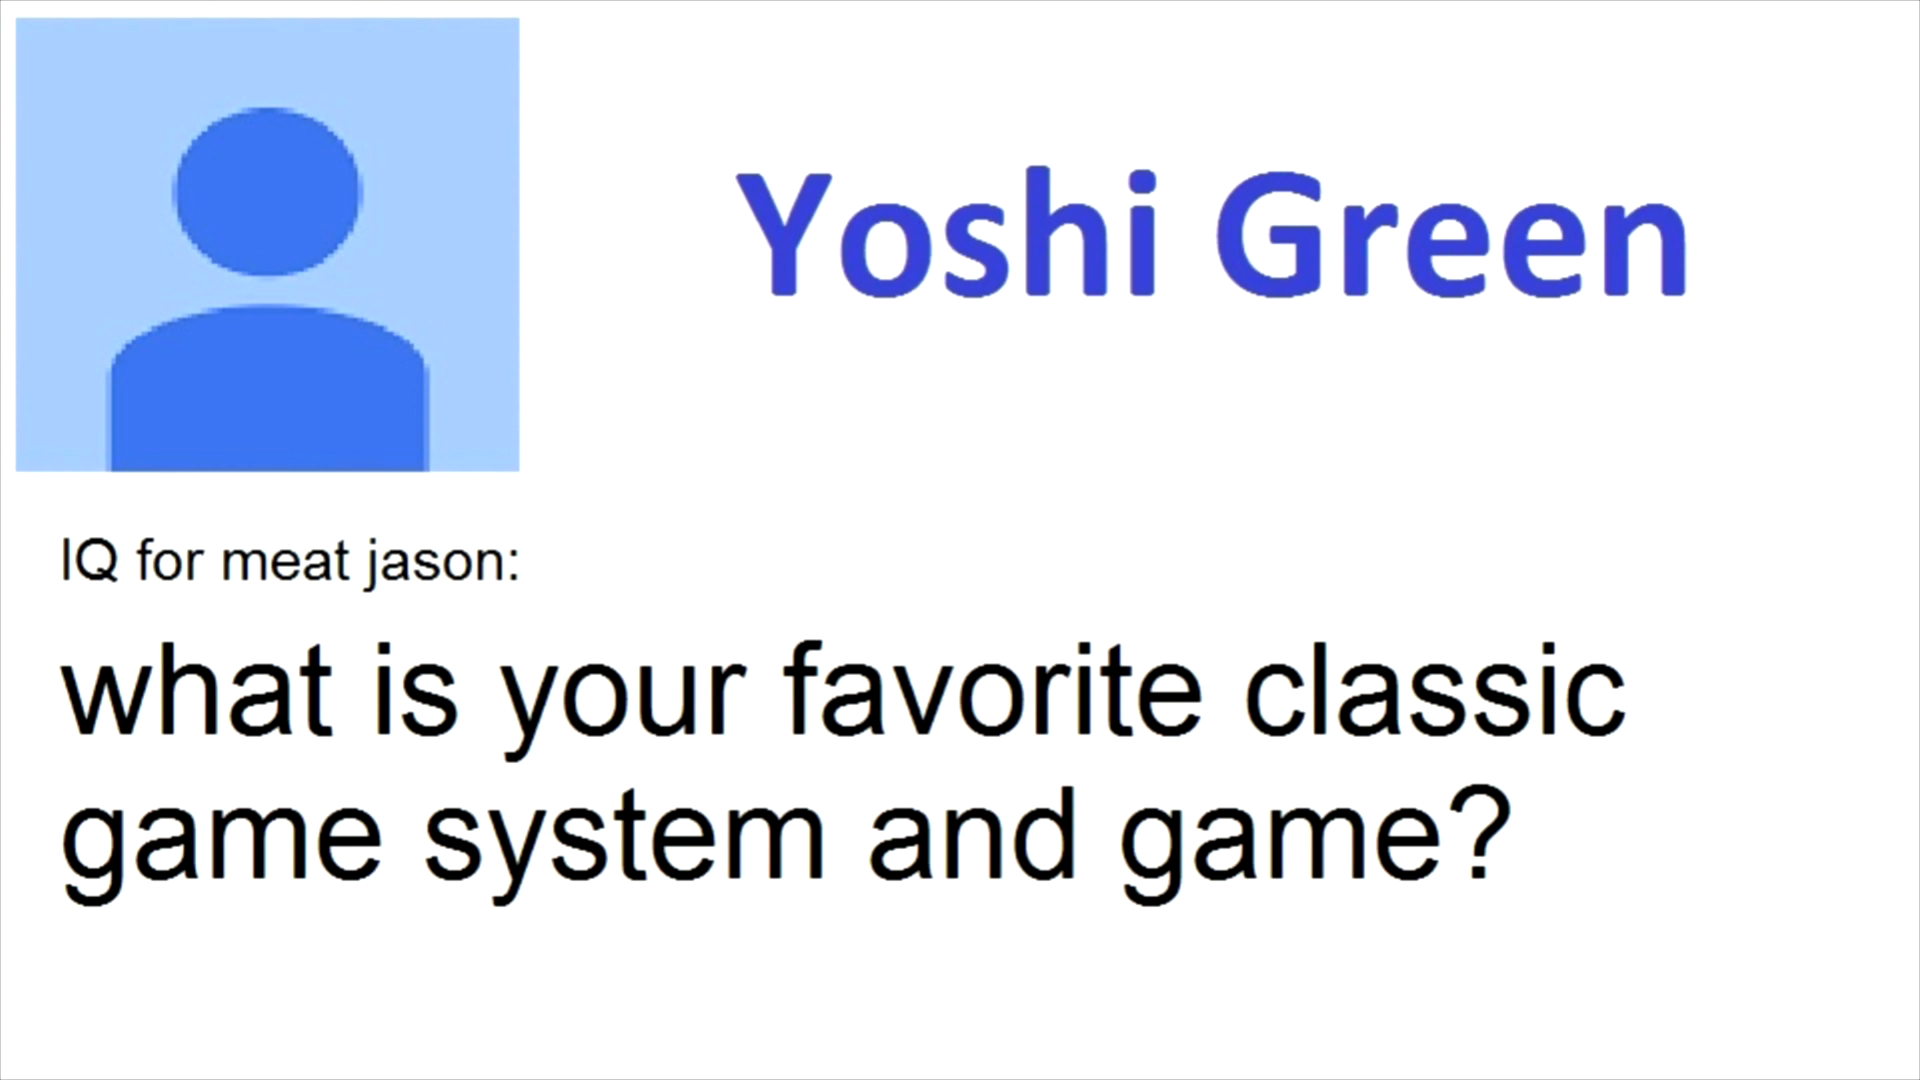 Yoshi Green
IQ for meat jason:
what is your favorite classic
game system and game?